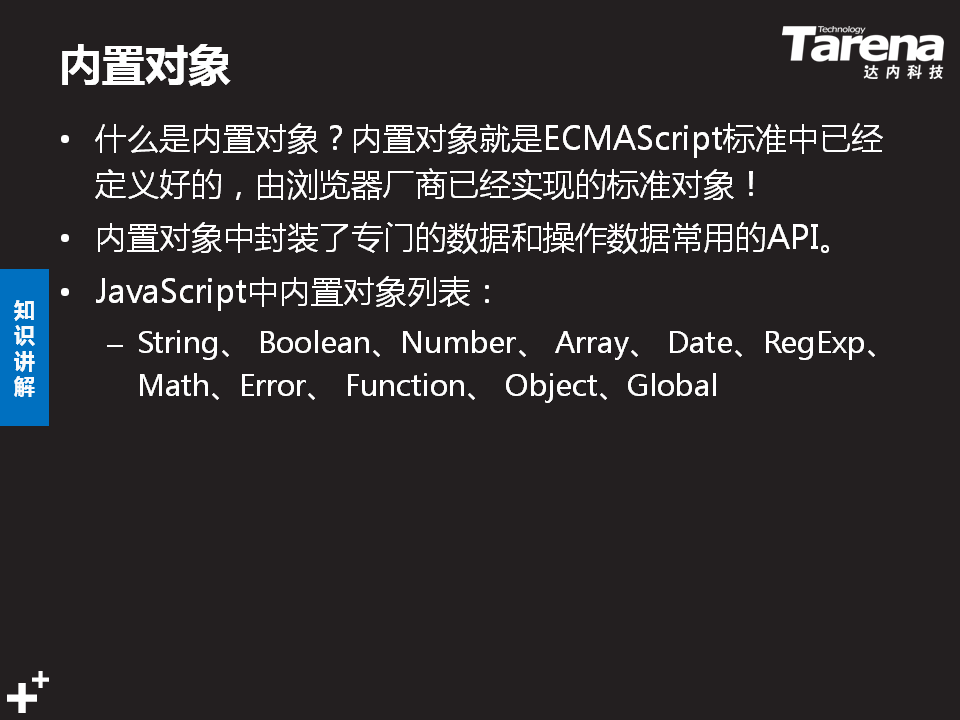 内置对象
Technology
Tarena
达内科技
• 什么是内置对象？内置对象就是ECMAScript标准中已经
定义好的，由浏览器厂商已经实现的标准对象！
• 内置对象中封装了专门的数据和操作数据常用的API。
• JavaScript中内置对象列表：
– String、 Boolean、Number、 Array、 Date、RegExp、
Math、Error、 Function、 Object、Global
知
识
讲
解